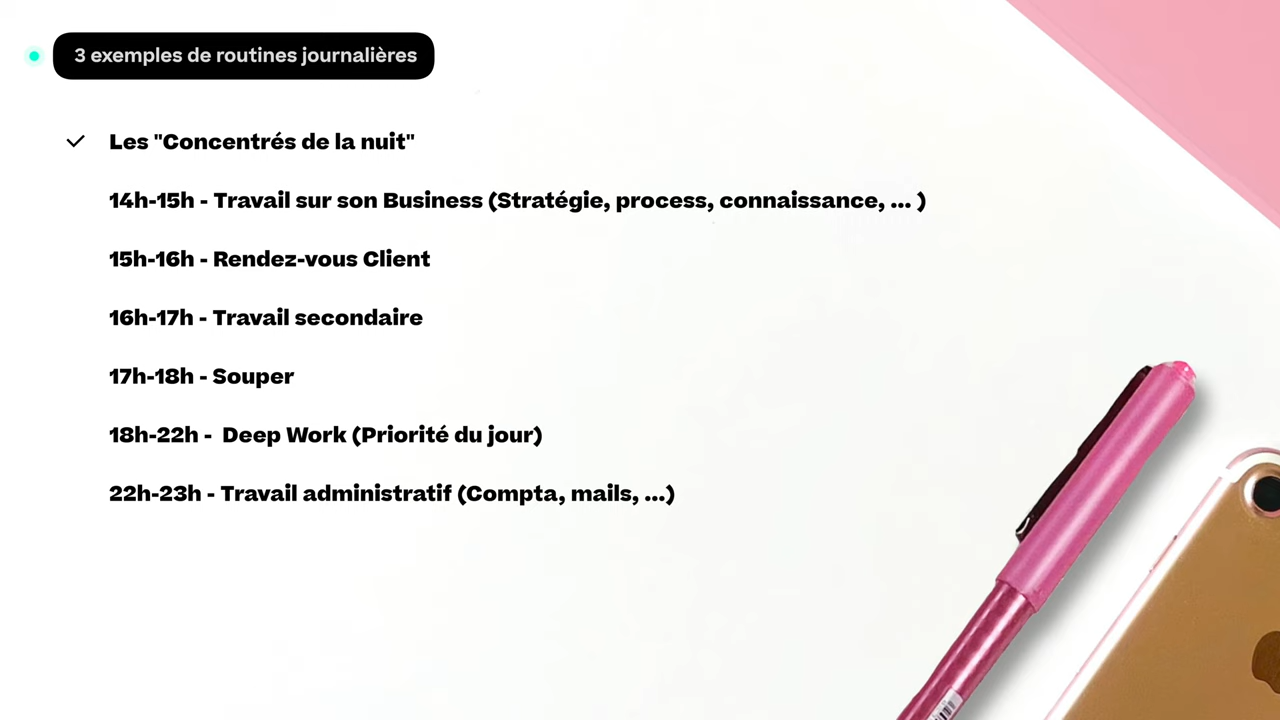 3 exemples de routines journalières
Les "Concentrés de la nuit"
14h-15h - Travail sur son Business (Stratégie, process, connaissance, ... )
15h-16h - Rendez-vous Client
16h-17h - Travail secondaire
17h-18h - Souper
18h-22h -  Deep Work (Priorité du jour)
22h-23h - Travail administratif (Compta, mails, ...)